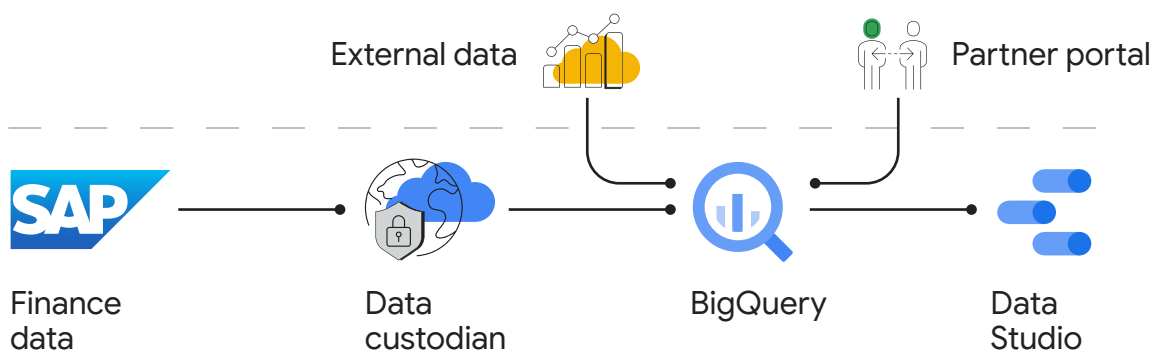 External data
Partner portal
SAP
Finance
data
Data
custodian
BigQuery
Data
Studio